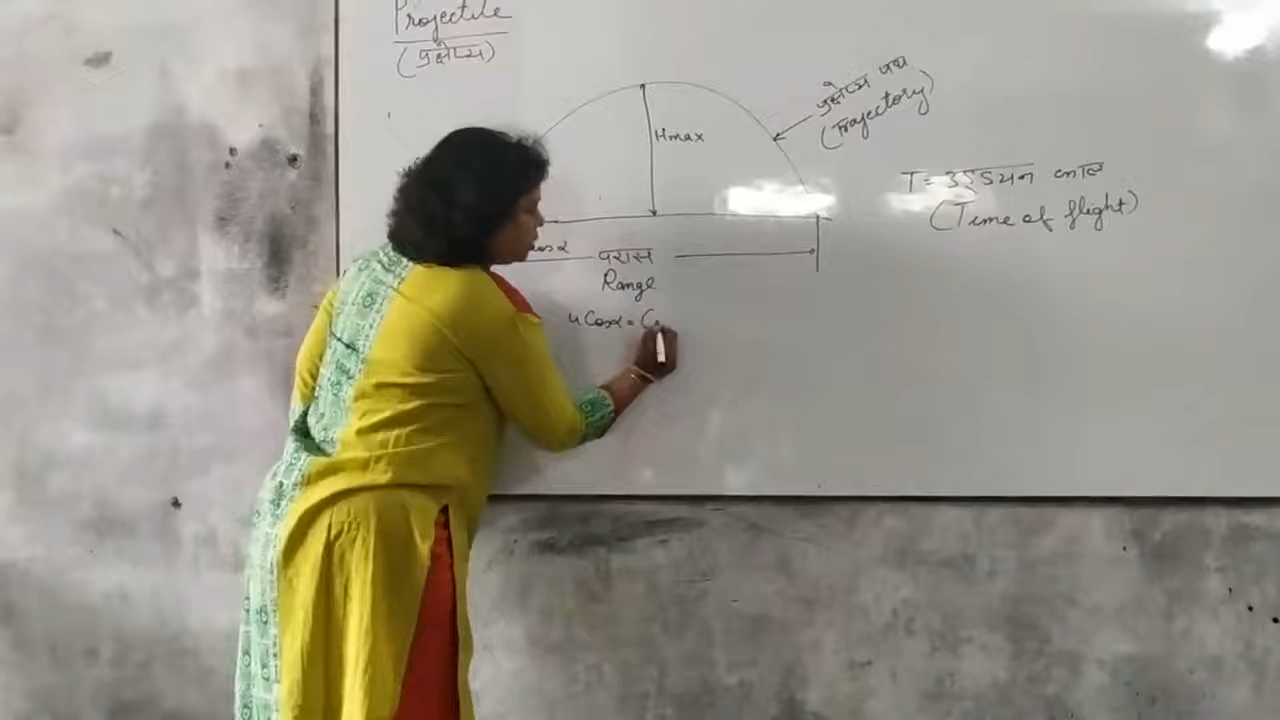 Projectile
(प्रक्षेप्य)
प्रक्षेप्य पथ
(Trajectory)
Hmax
T = उड्डयन काल
(Time of flight)
परास
Range
u Cosα =